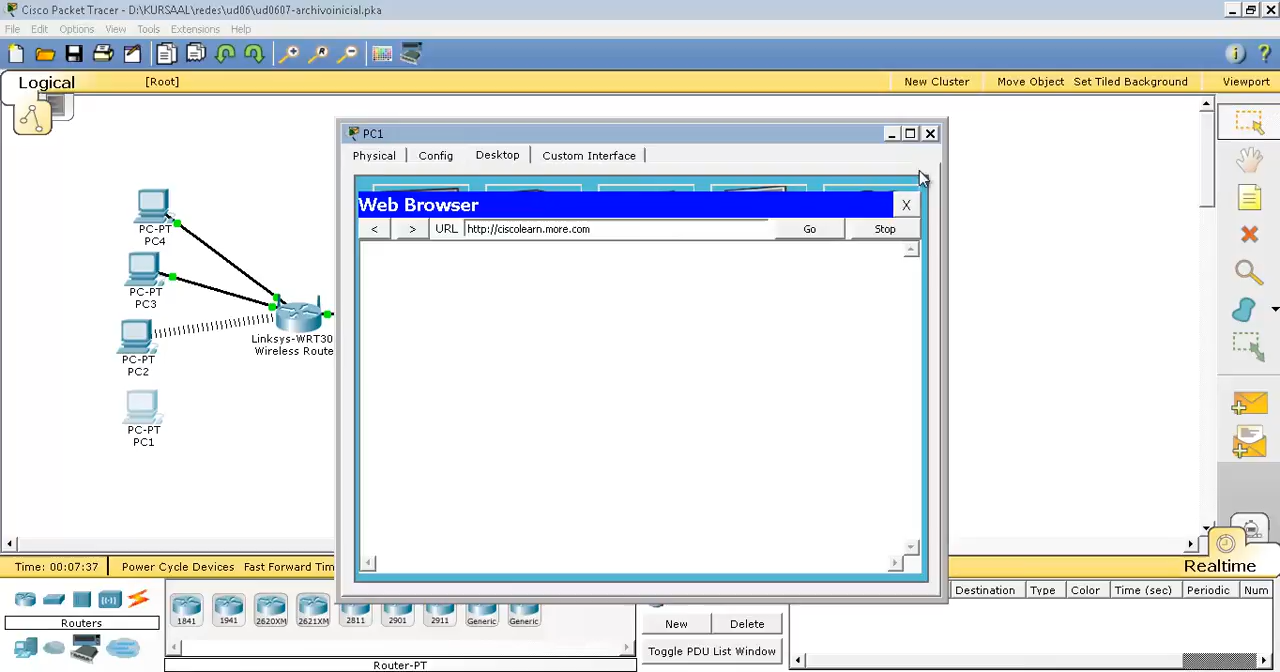 Cisco Packet Tracer - D:\KURSAAL\redes\ud06\ud0607-archivoinicial.pka
File Edit Options View Tools Extensions Help
Logical [Root] New Cluster Move Object Set Tiled Background Viewport
PC1
Physical Config Desktop Custom Interface
Web Browser X
< > URL http://ciscolearn.more.com Go Stop
PC-PT
PC4
PC-PT
PC3
Linksys-WRT30
Wireless Route
PC-PT
PC2
PC-PT
PC1
Time: 00:07:37 Power Cycle Devices Fast Forward Tim
Realtime
Routers
1841 1941 2620XM 2621XM 2811 2901 2911 Generic Generic
Router-PT
New Delete
Toggle PDU List Window
Destination Type Color Time (sec) Periodic Num